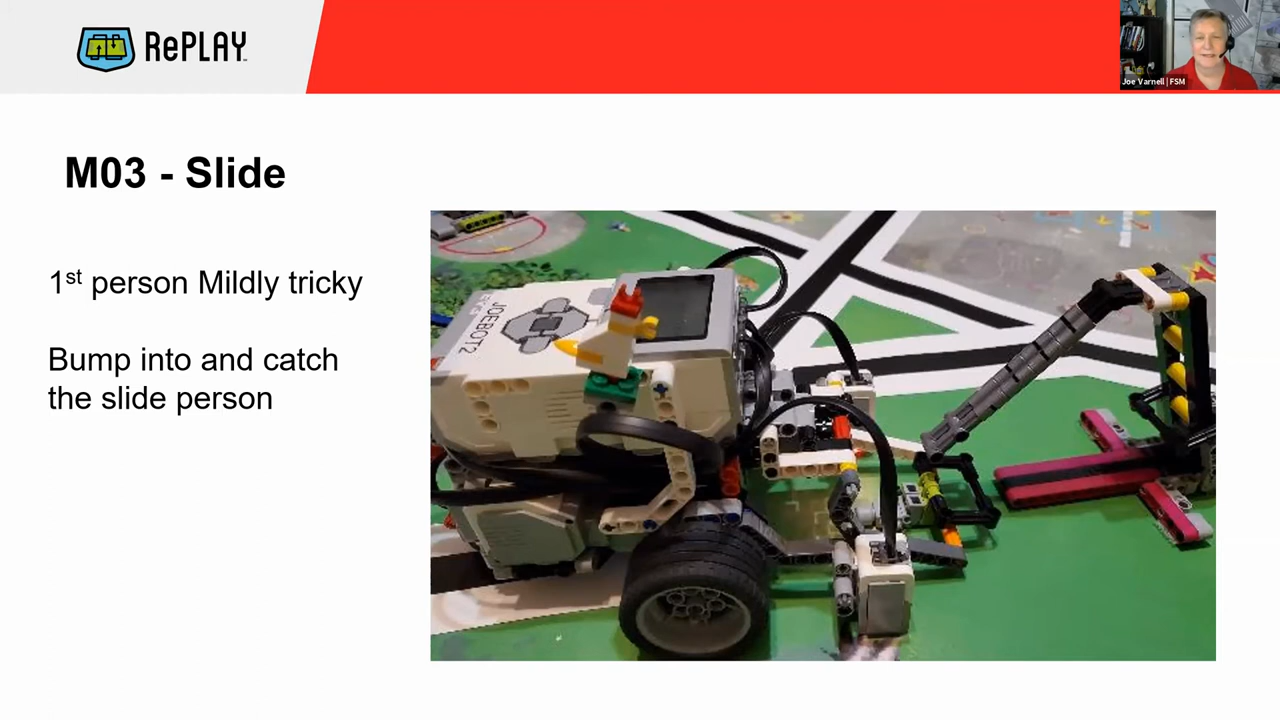 RePLAY
Joe Varnell | FSM
M03 - Slide
1st person Mildly tricky
Bump into and catch
the slide person
JOEBOT2